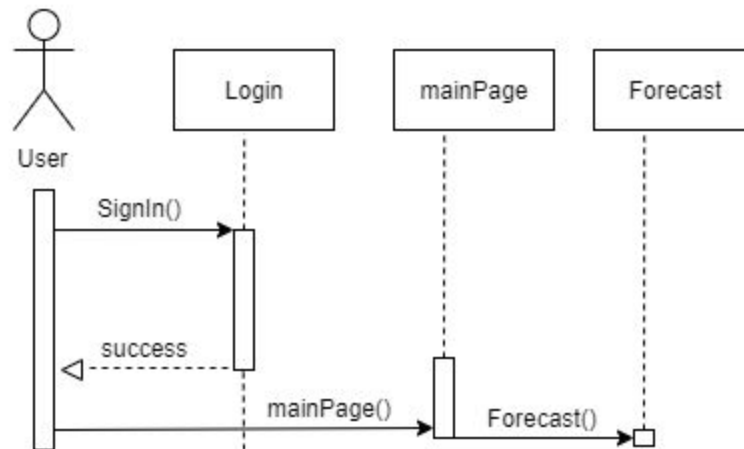 Login
mainPage
Forecast
User
SignIn()
success
mainPage()
Forecast()